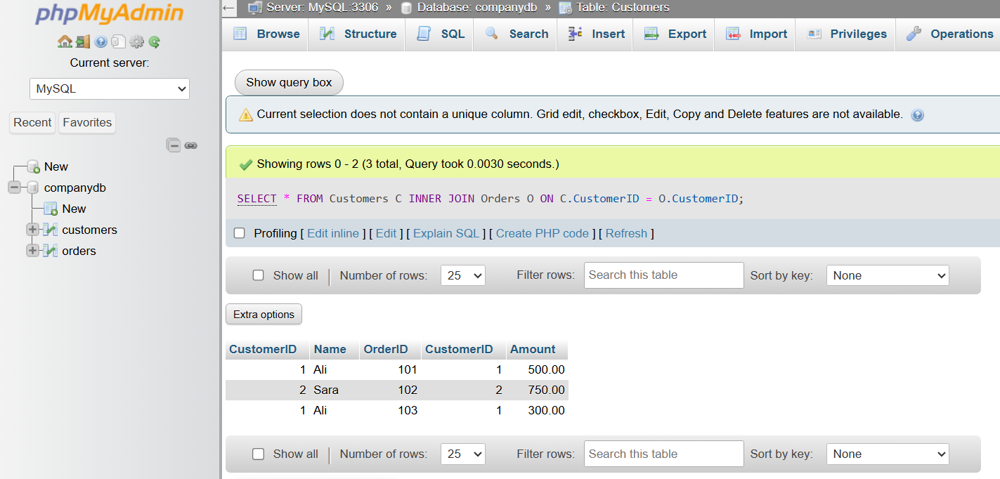 phpMyAdmin
Current server:
MySQL
Recent Favorites
New
companydb
New
customers
orders
Server: MySQL:3306 » Database: companydb » Table: Customers
Browse Structure SQL Search Insert Export Import Privileges Operations
Show query box
Current selection does not contain a unique column. Grid edit, checkbox, Edit, Copy and Delete features are not available.
Showing rows 0 - 2 (3 total, Query took 0.0030 seconds.)
SELECT * FROM Customers C INNER JOIN Orders O ON C.CustomerID = O.CustomerID;
Profiling [ Edit inline ] [ Edit ] [ Explain SQL ] [ Create PHP code ] [ Refresh ]
Show all | Number of rows: 25 Filter rows: Search this table Sort by key: None
Extra options
CustomerID Name OrderID CustomerID Amount
1 Ali 101 1 500.00
2 Sara 102 2 750.00
1 Ali 103 1 300.00
Show all | Number of rows: 25 Filter rows: Search this table Sort by key: None